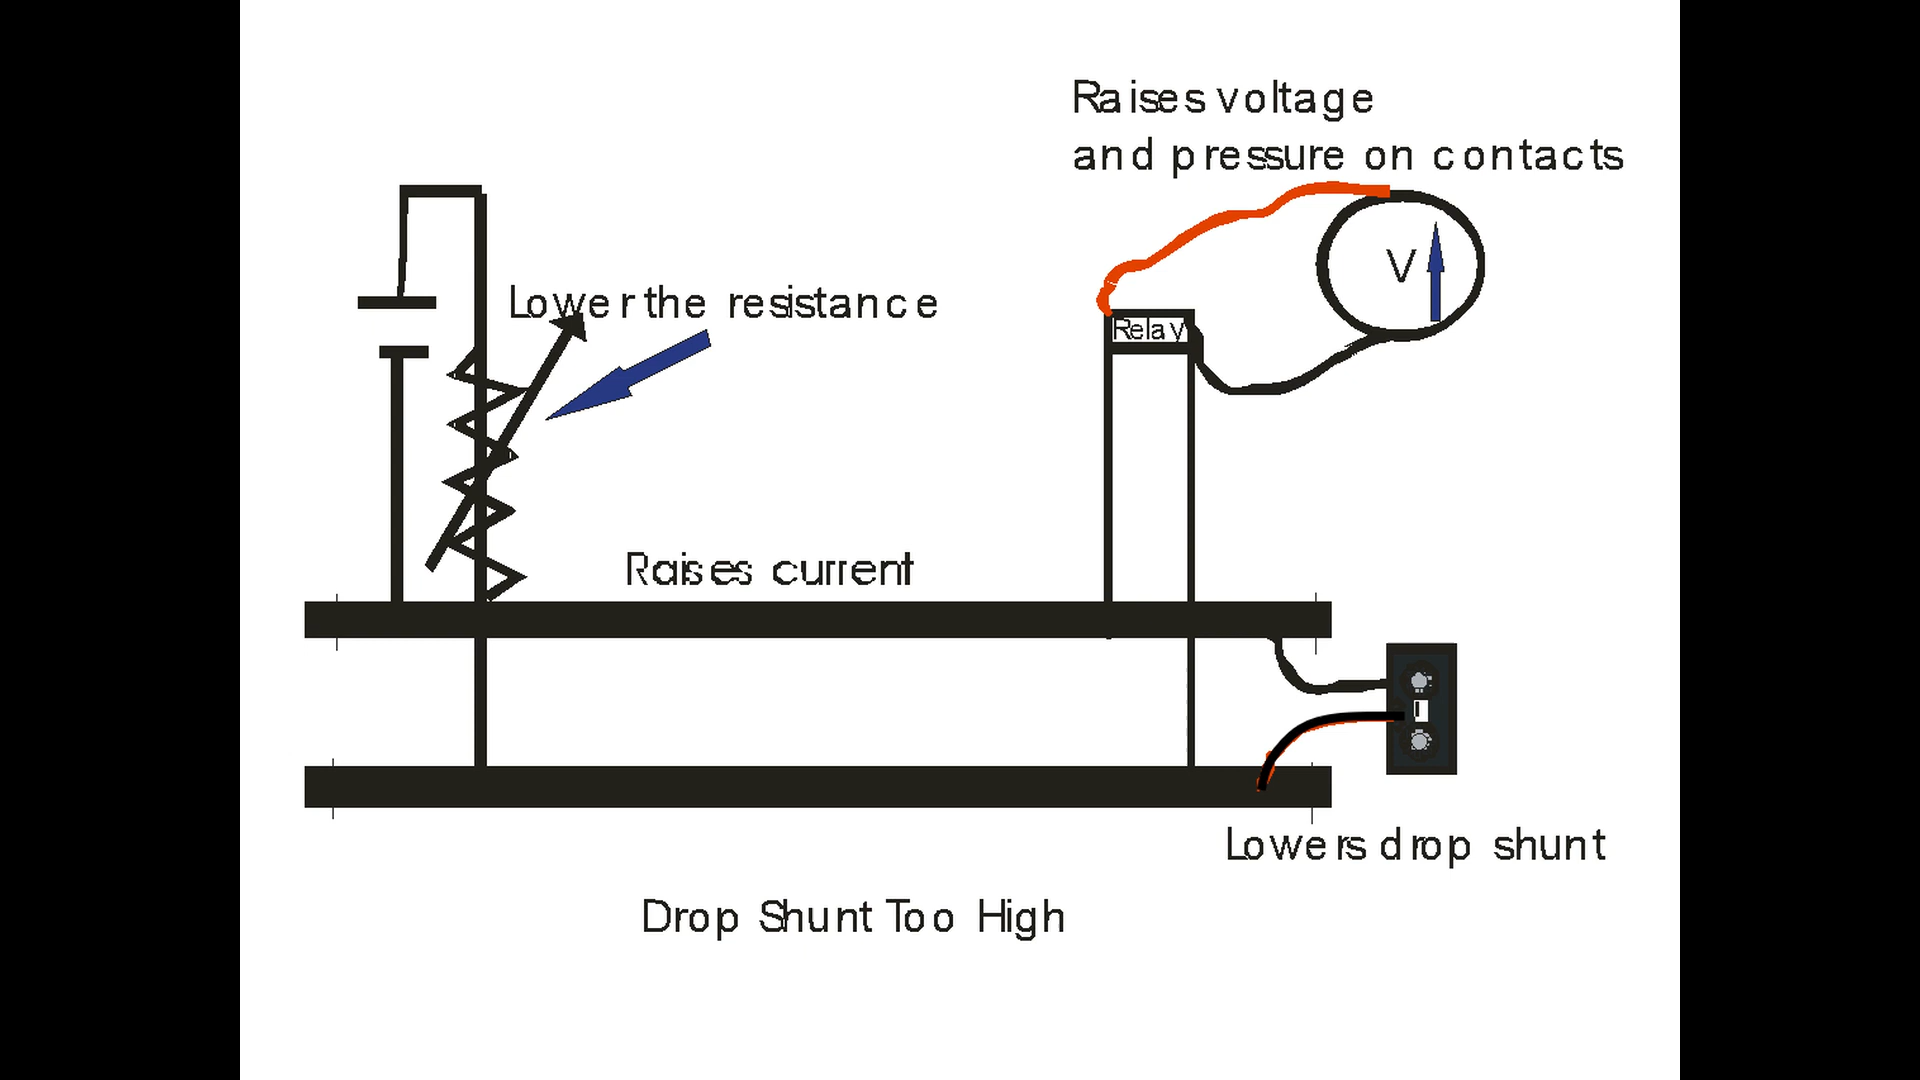 Raises voltage
and pressure on contacts
Lower the resistance
V
Relay
Raises current
Lowers drop shunt
Drop Shunt Too High